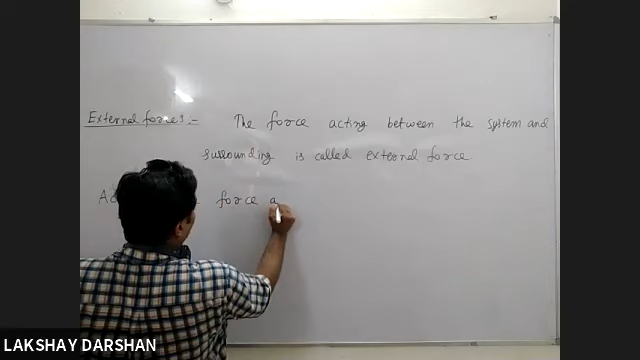 External forces :- The force acting between the system and
surrounding is called external force
force a
LAKSHAY DARSHAN